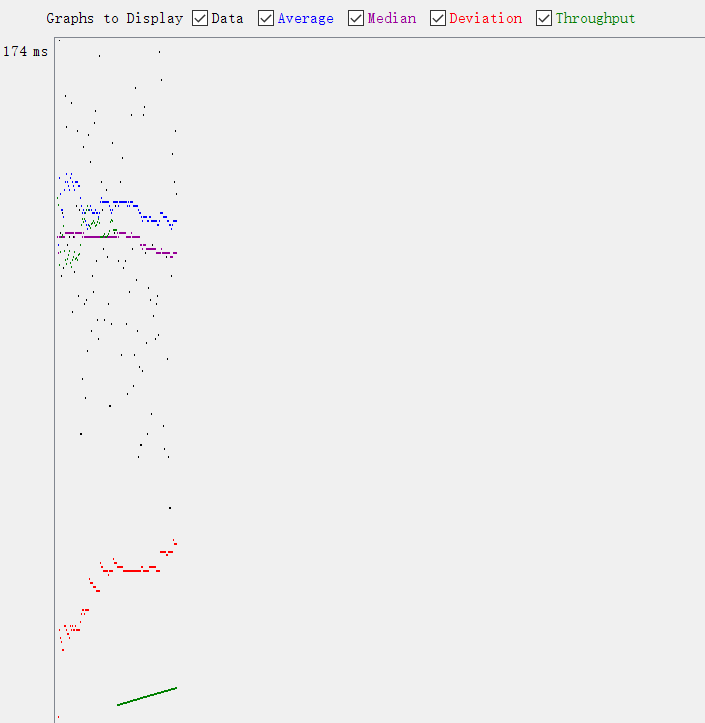 Graphs to Display Data Average Median Deviation Throughput
174 ms